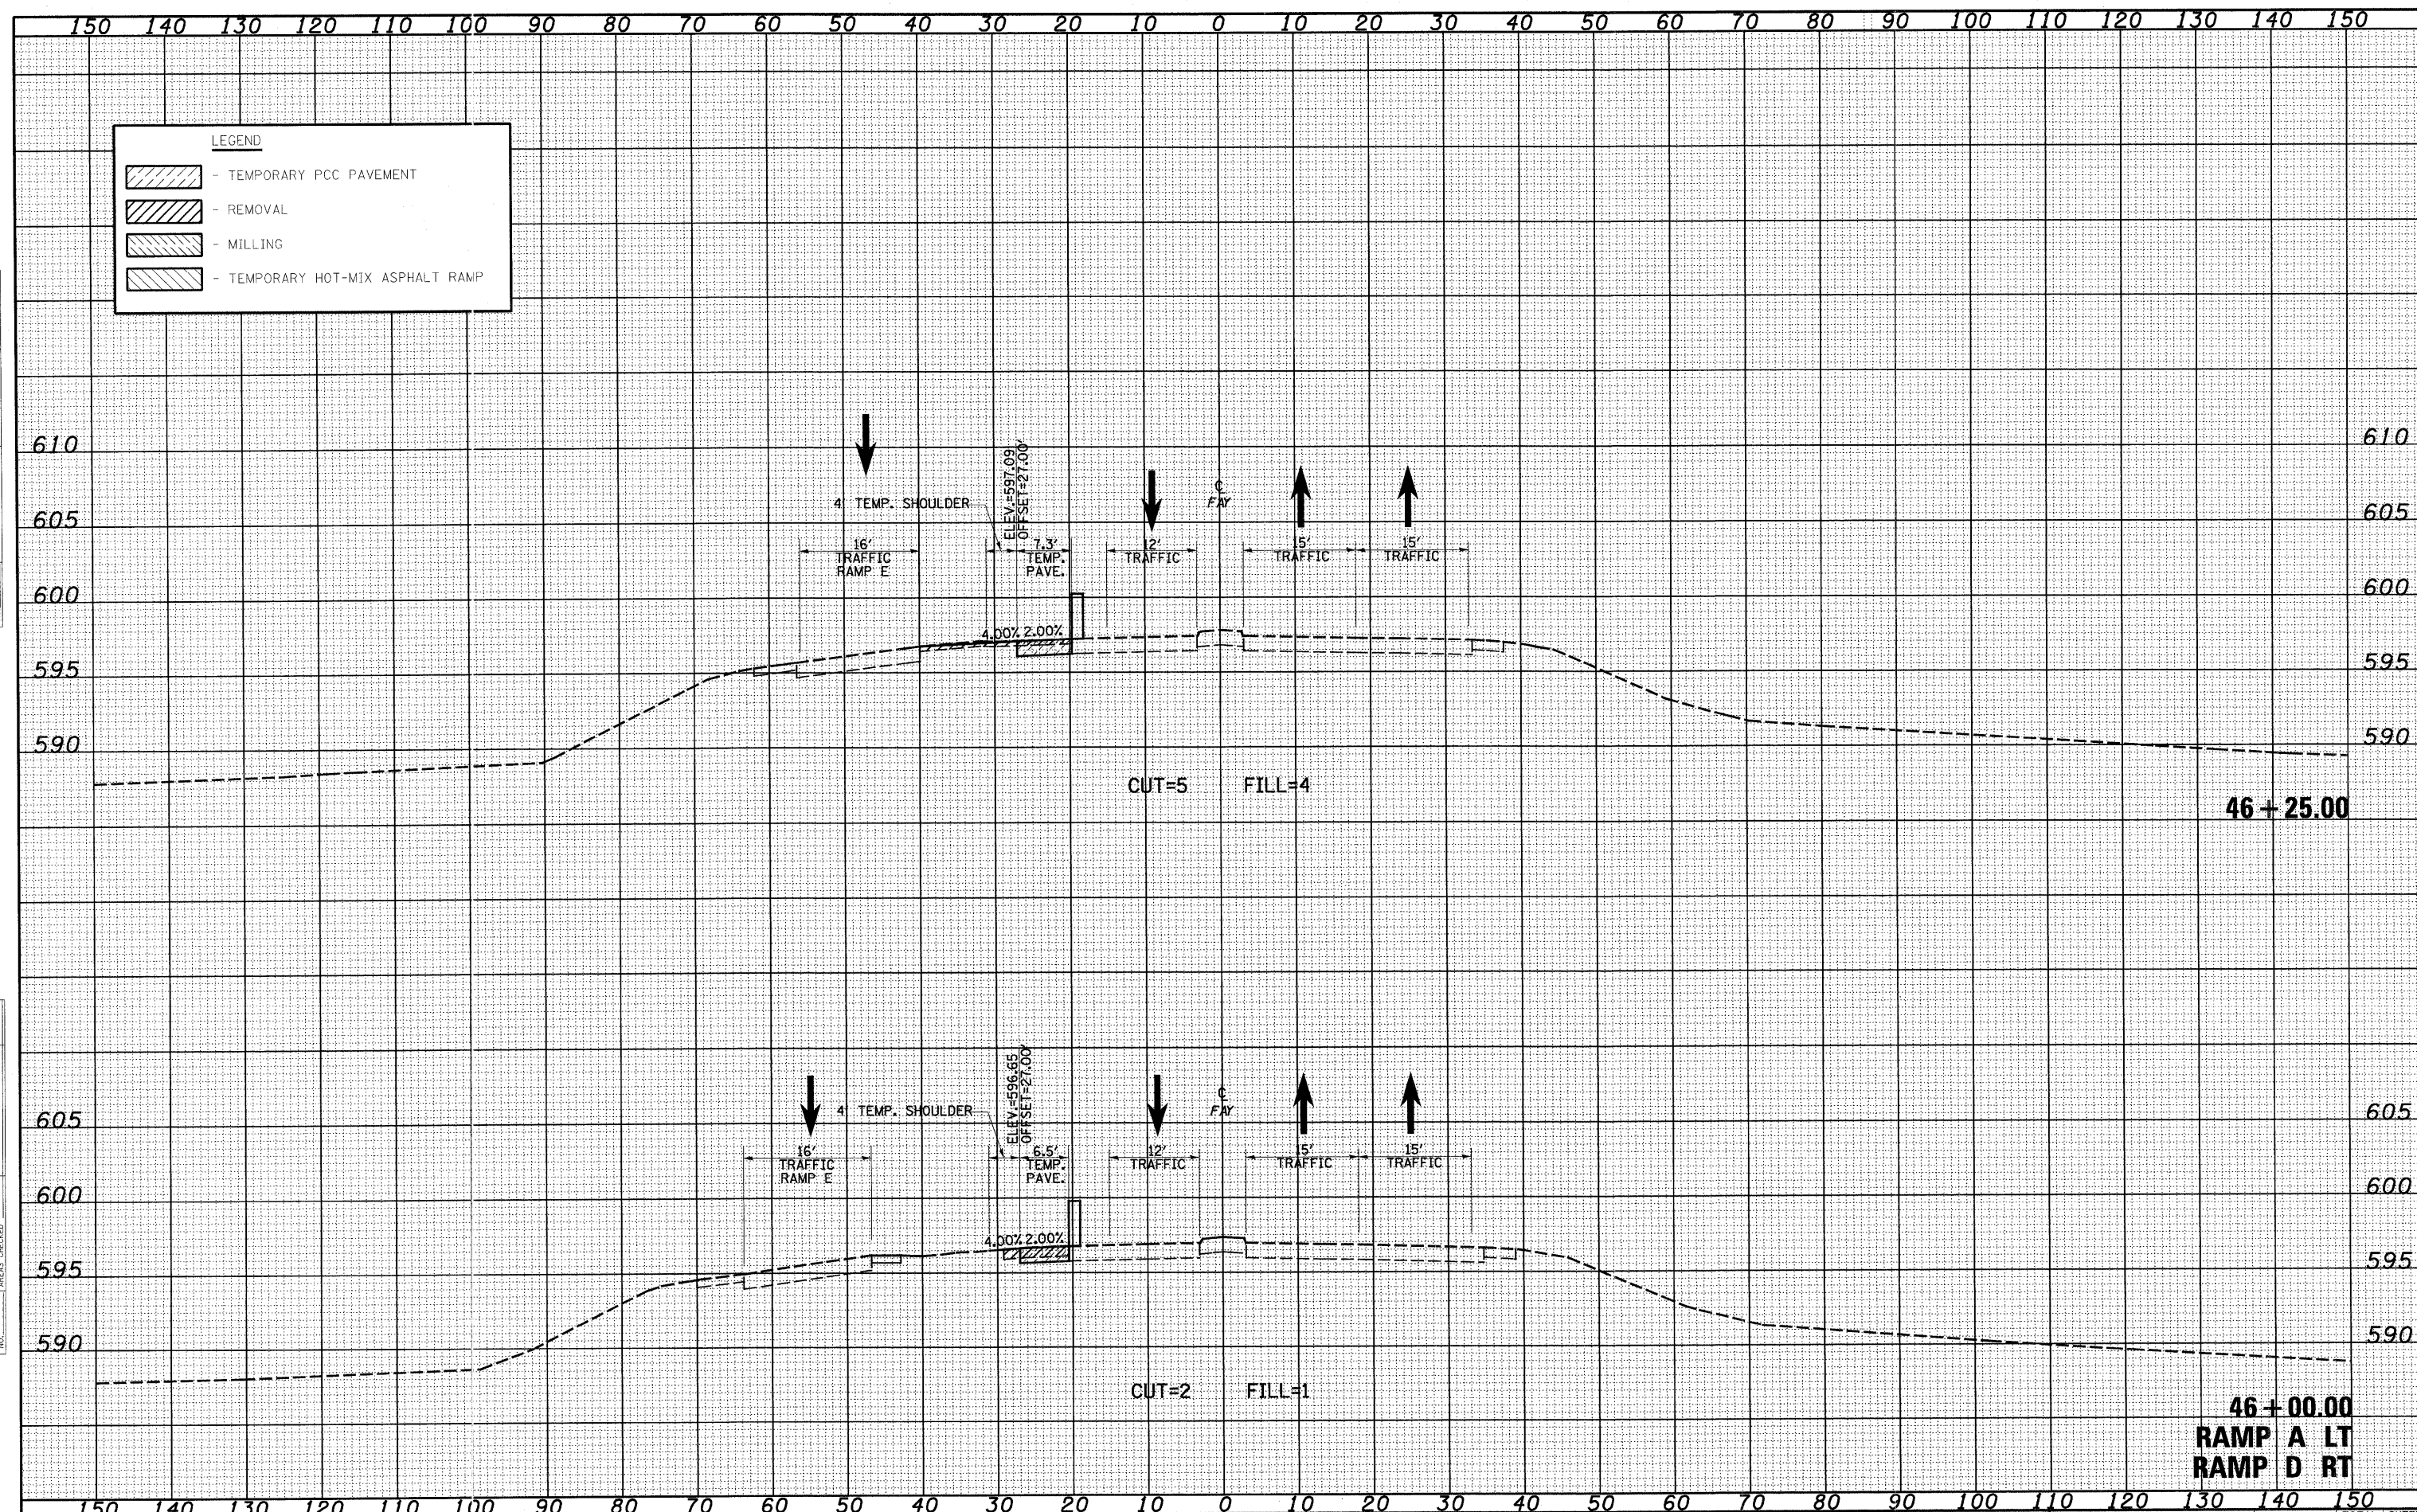 150 140 130 120 110 100 90 80 70 60 50 40 30 20 10 0 10 20 30 40 50 60 70 80 90 100 110 120 130 140 150
LEGEND
- TEMPORARY PCC PAVEMENT
- REMOVAL
- MILLING
- TEMPORARY HOT-MIX ASPHALT RAMP
610 610
605 605
600 600
595 595
590 590
4' TEMP. SHOULDER
ELEV.=597.09
OFFSET=27.00'
℄
FAY
16'
TRAFFIC
RAMP E
7.3'
TEMP.
PAVE.
12'
TRAFFIC
15'
TRAFFIC
15'
TRAFFIC
4.00% 2.00%
CUT=5 FILL=4
46+25.00
605 605
600 600
595 595
590 590
4' TEMP. SHOULDER
ELEV.=596.65
OFFSET=27.00'
℄
FAY
16'
TRAFFIC
RAMP E
6.5'
TEMP.
PAVE.
12'
TRAFFIC
15'
TRAFFIC
15'
TRAFFIC
4.00% 2.00%
CUT=2 FILL=1
46+00.00
RAMP A LT
RAMP D RT
AREAS CHECKED
NO.
150 140 130 120 110 100 90 80 70 60 50 40 30 20 10 0 10 20 30 40 50 60 70 80 90 100 110 120 130 140 150